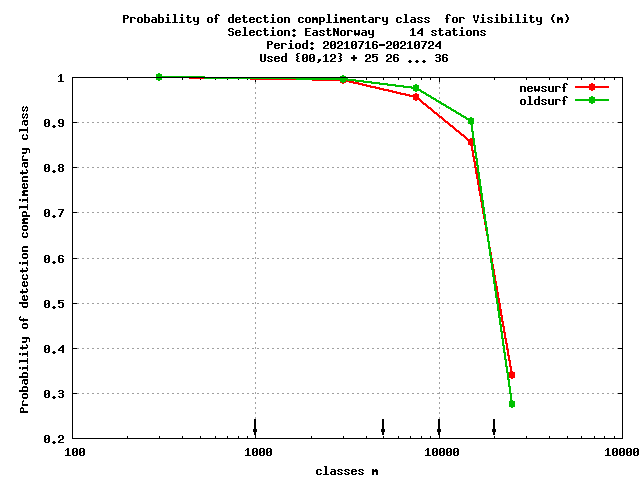 Probability of detection complimentary class  for Visibility (m)
Selection: EastNorway     14 stations
Period: 20210716-20210724
Used {00,12} + 25 26 ... 36
newsurf
oldsurf
Probability of detection complimentary class
1
0.9
0.8
0.7
0.6
0.5
0.4
0.3
0.2
100
1000
10000
10000
classes m